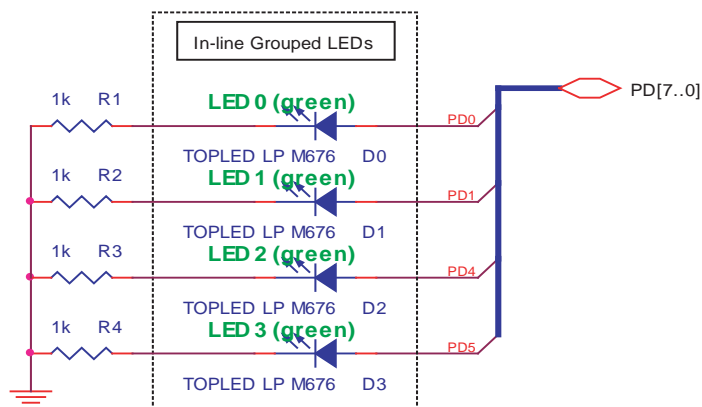 In-line Grouped LEDs
PD[7..0]
1k R1 LED 0 (green) PD0
TOPLED LP M676 D0
1k R2 LED 1 (green) PD1
TOPLED LP M676 D1
1k R3 LED 2 (green) PD4
TOPLED LP M676 D2
1k R4 LED 3 (green) PD5
TOPLED LP M676 D3